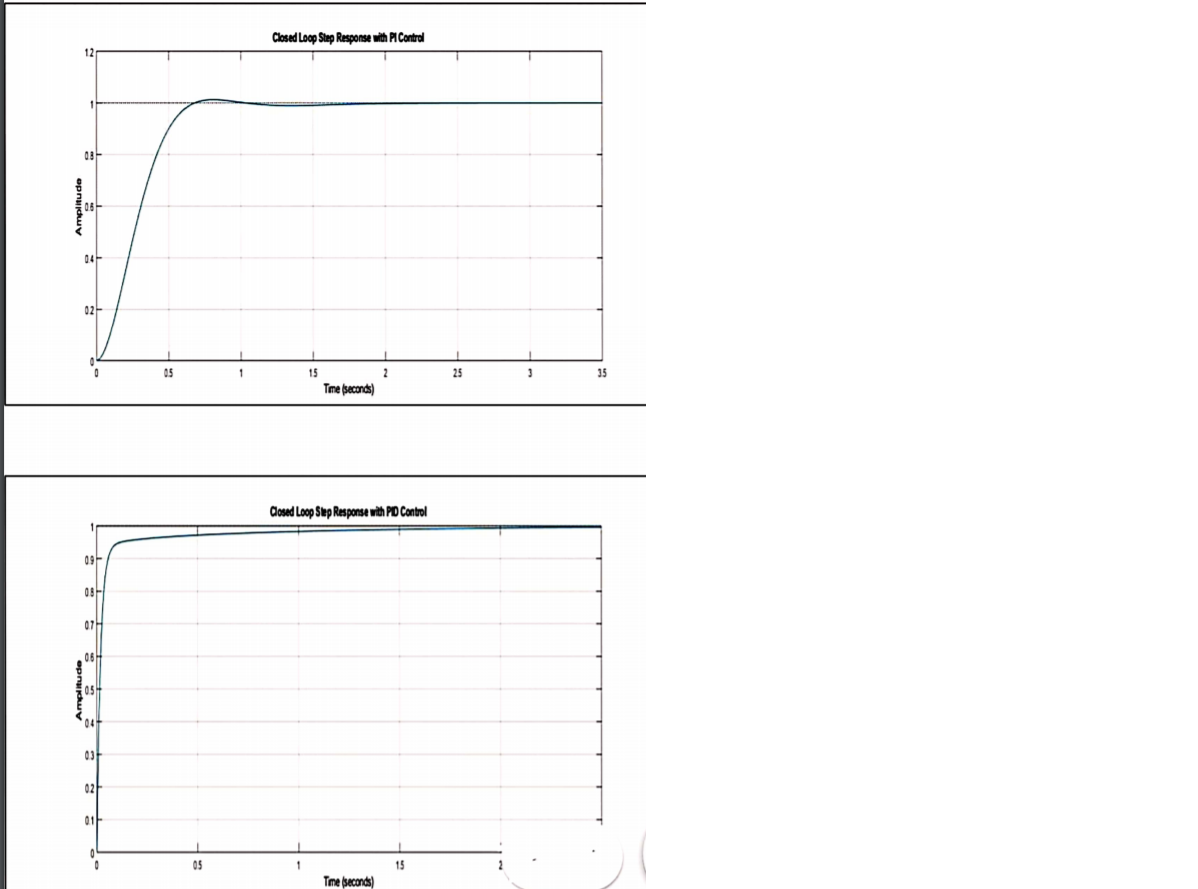 Closed Loop Step Response with PI Control
1.2
1
0.8
0.6
0.4
0.2
0
Amplitude
0 0.5 1 1.5 2 2.5 3 3.5
Time (seconds)
Closed Loop Step Response with PID Control
1
0.9
0.8
0.7
0.6
0.5
0.4
0.3
0.2
0.1
0
Amplitude
0 0.5 1 1.5 2
Time (seconds)